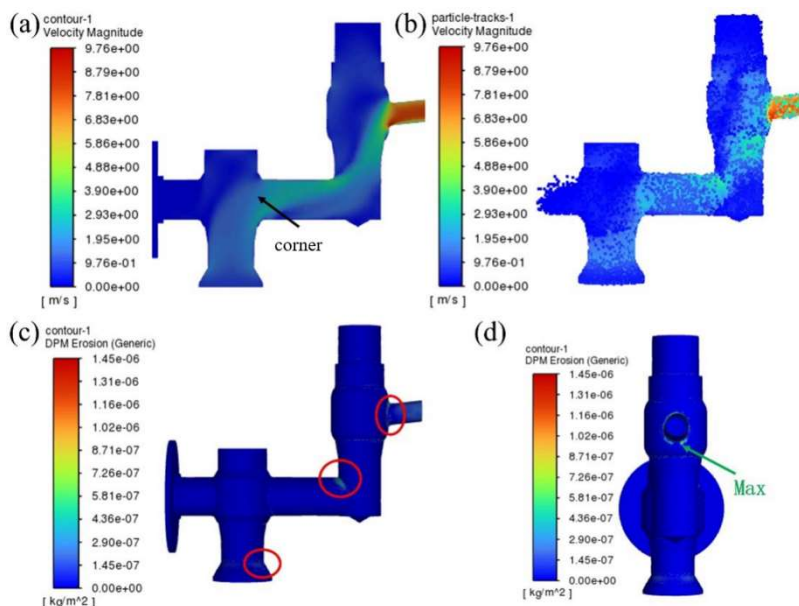 (a)
contour-1
Velocity Magnitude
9.76e+00
8.78e+00
7.81e+00
6.83e+00
5.86e+00
4.88e+00
3.90e+00
2.93e+00
1.95e+00
9.76e-01
0.00e+00
[ m/s ]
corner
(b)
particle-tracks-1
Velocity Magnitude
9.76e+00
8.78e+00
7.81e+00
6.83e+00
5.86e+00
4.88e+00
3.90e+00
2.93e+00
1.95e+00
9.76e-01
0.00e+00
[ m/s ]
(c)
contour-1
DPM Erosion (Generic)
1.45e-06
1.31e-06
1.16e-06
1.02e-06
8.71e-07
7.26e-07
5.81e-07
4.36e-07
2.90e-07
1.45e-07
0.00e+00
[ kg/m^2 ]
(d)
contour-1
DPM Erosion (Generic)
1.45e-06
1.31e-06
1.16e-06
1.02e-06
8.71e-07
7.26e-07
5.81e-07
4.36e-07
2.90e-07
1.45e-07
0.00e+00
[ kg/m^2 ]
Max